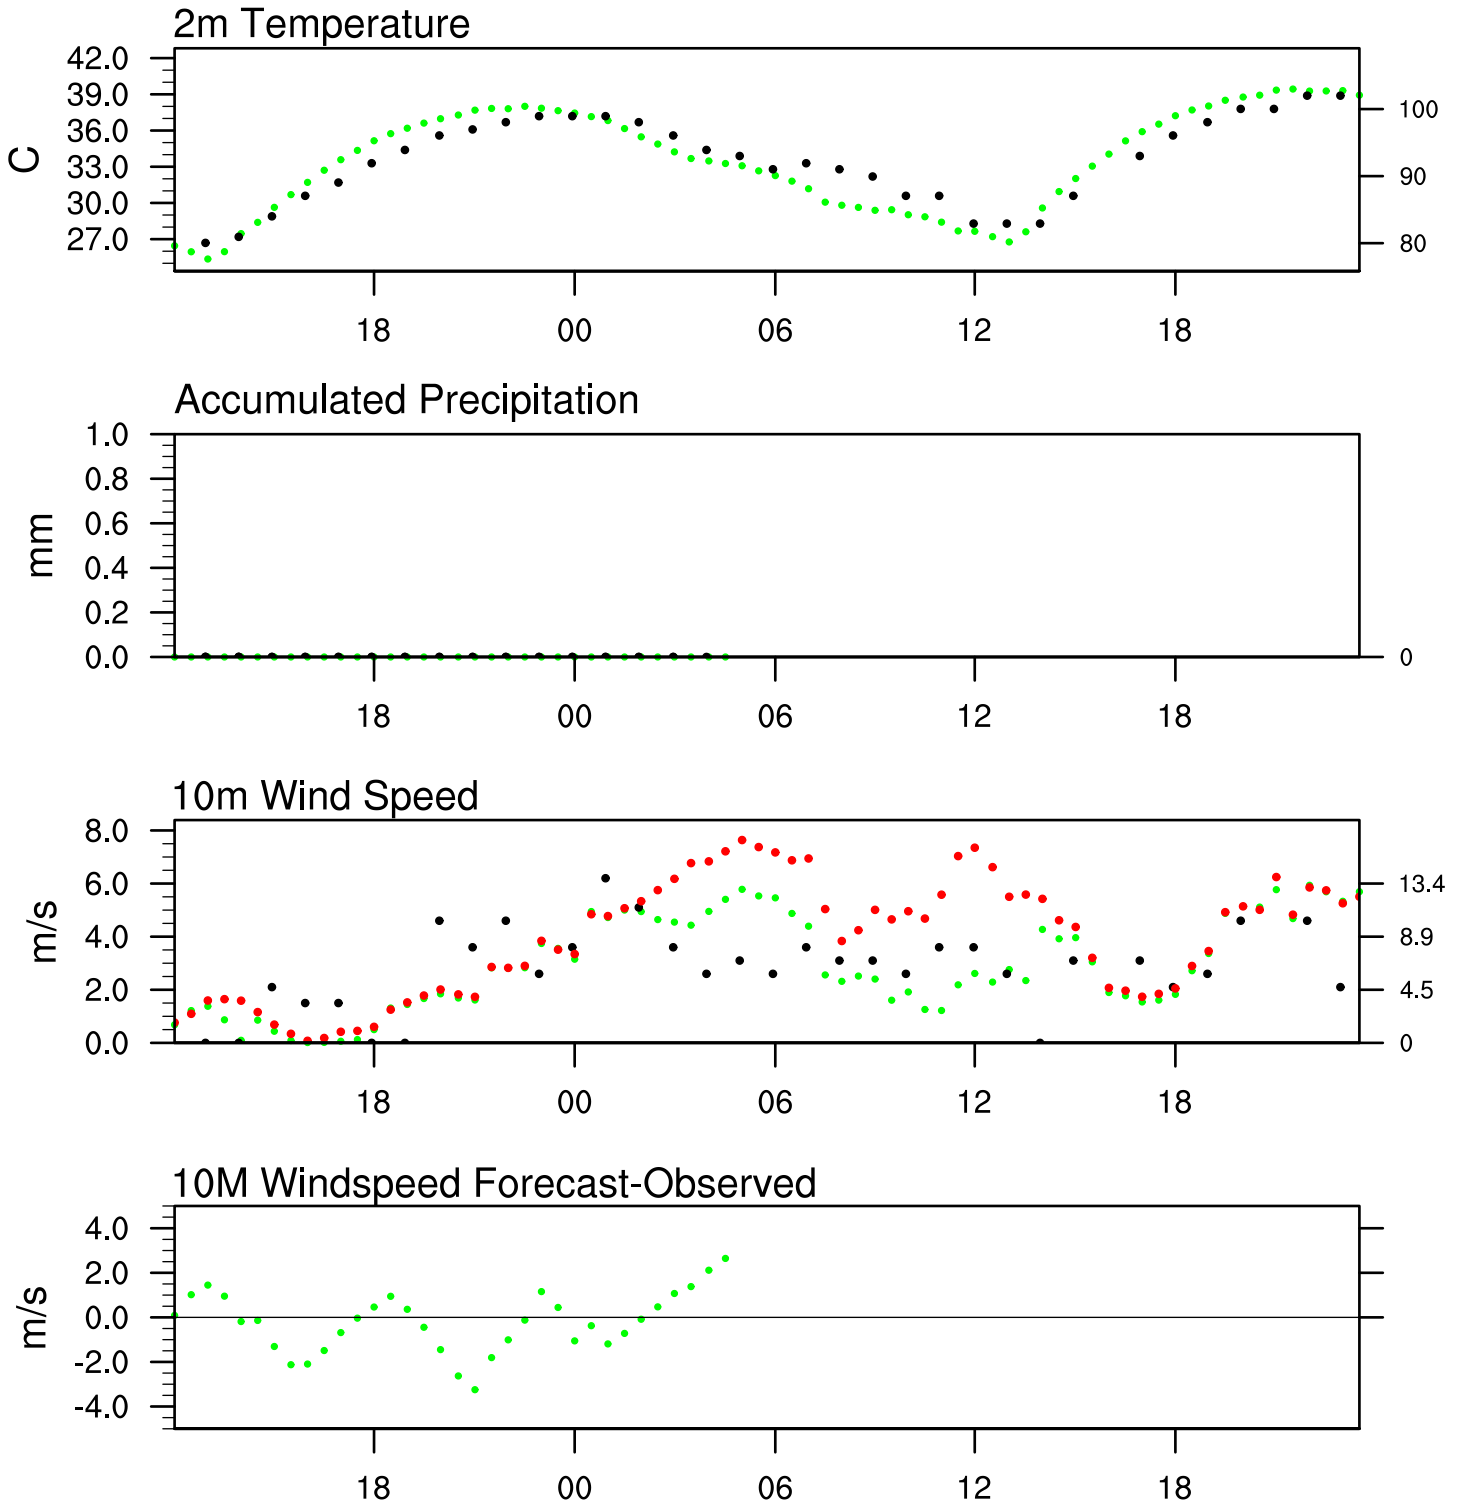 2m Temperature
42.0
39.0
36.0
33.0
30.0
27.0
C
100
90
80
18 00 06 12 18
Accumulated Precipitation
1.0
0.8
0.6
0.4
0.2
0.0
mm
0
18 00 06 12 18
10m Wind Speed
8.0
6.0
4.0
2.0
0.0
m/s
13.4
8.9
4.5
0
18 00 06 12 18
10M Windspeed Forecast-Observed
4.0
2.0
0.0
-2.0
-4.0
m/s
18 00 06 12 18